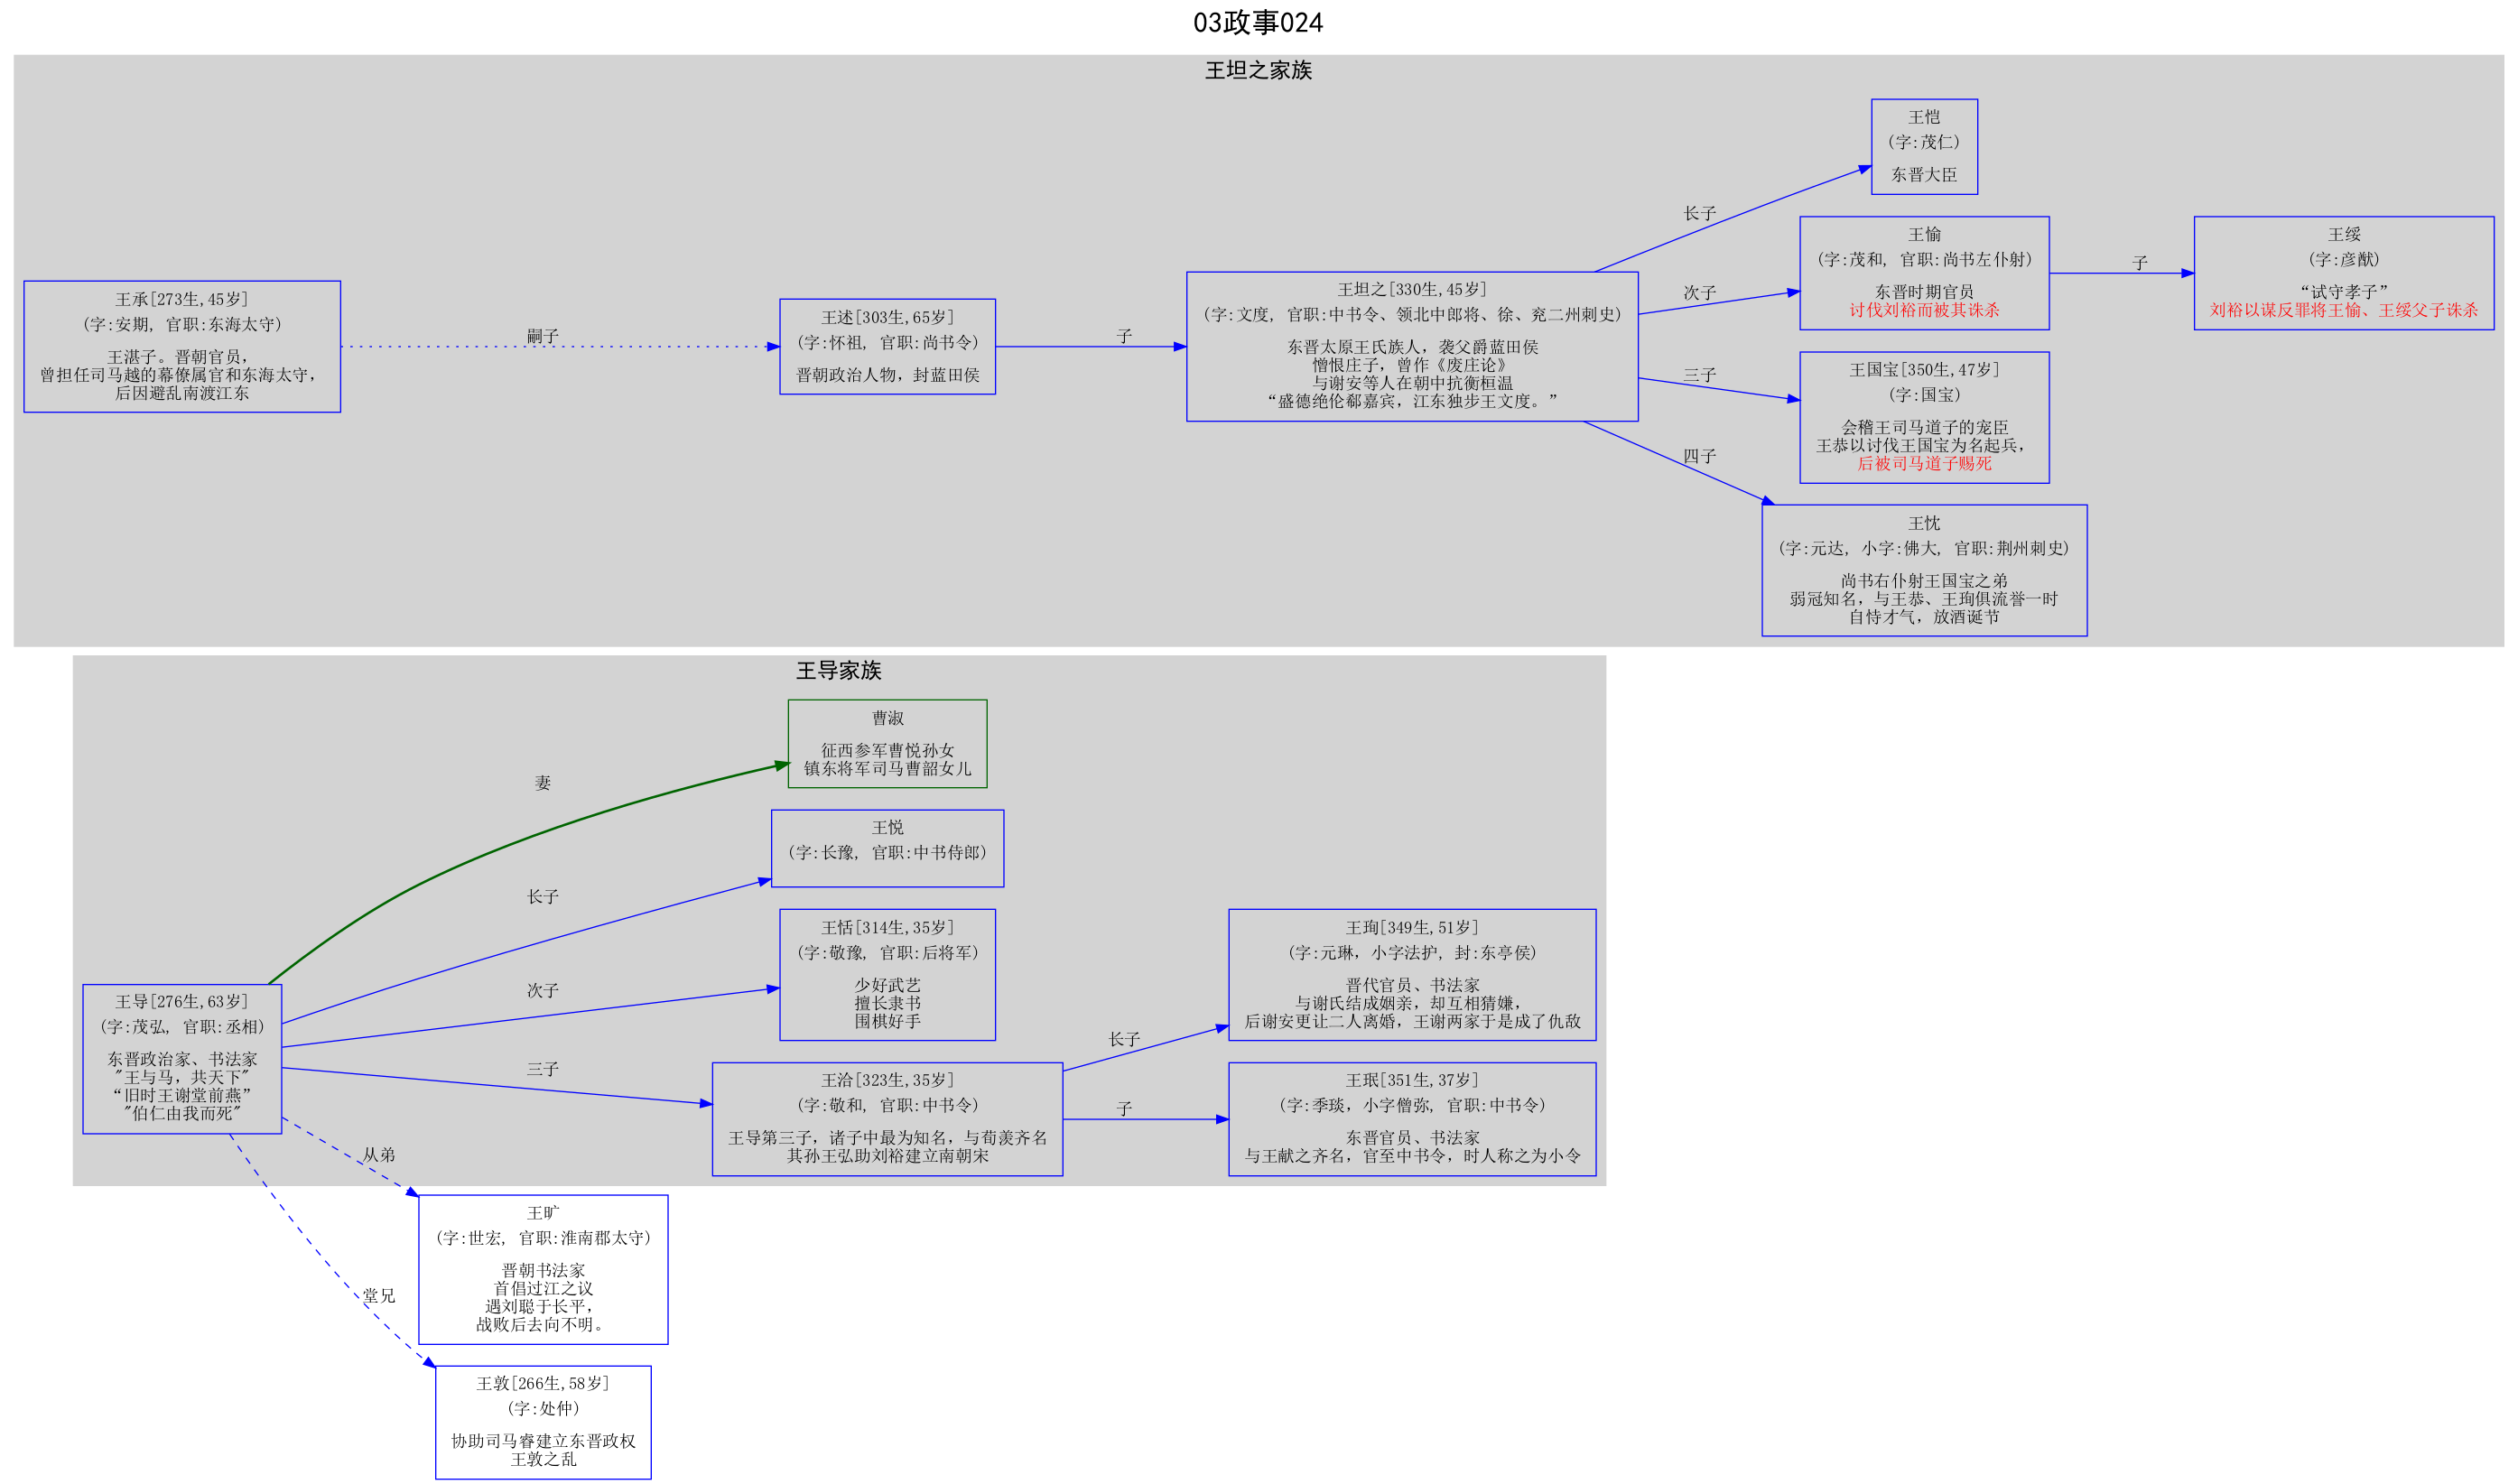 03政事024
王坦之家族
王承[273生,45岁]
(字:安期, 官职:东海太守)
王湛子。晋朝官员，
曾担任司马越的幕僚属官和东海太守，
后因避乱南渡江东
嗣子
王述[303生,65岁]
(字:怀祖, 官职:尚书令)
晋朝政治人物，封蓝田侯
子
王坦之[330生,45岁]
(字:文度, 官职:中书令、领北中郎将、徐、兖二州刺史)
东晋太原王氏族人，袭父爵蓝田侯
憎恨庄子，曾作《废庄论》
与谢安等人在朝中抗衡桓温
“盛德绝伦郗嘉宾，江东独步王文度。”
长子
王恺
(字:茂仁)
东晋大臣
次子
王愉
(字:茂和, 官职:尚书左仆射)
东晋时期官员
讨伐刘裕而被其诛杀
子
王绥
(字:彦猷)
“试守孝子”
刘裕以谋反罪将王愉、王绥父子诛杀
三子
王国宝[350生,47岁]
(字:国宝)
会稽王司马道子的宠臣
王恭以讨伐王国宝为名起兵，
后被司马道子赐死
四子
王忱
(字:元达, 小字:佛大, 官职:荆州刺史)
尚书右仆射王国宝之弟
弱冠知名，与王恭、王珣俱流誉一时
自恃才气，放酒诞节
王导家族
王导[276生,63岁]
(字:茂弘, 官职:丞相)
东晋政治家、书法家
"王与马，共天下"
“旧时王谢堂前燕”
"伯仁由我而死"
妻
曹淑
征西参军曹悦孙女
镇东将军司马曹韶女儿
长子
王悦
(字:长豫, 官职:中书侍郎)
次子
王恬[314生,35岁]
(字:敬豫, 官职:后将军)
少好武艺
擅长隶书
围棋好手
三子
王洽[323生,35岁]
(字:敬和, 官职:中书令)
王导第三子，诸子中最为知名，与荀羡齐名
其孙王弘助刘裕建立南朝宋
长子
王珣[349生,51岁]
(字:元琳，小字法护, 封:东亭侯)
晋代官员、书法家
与谢氏结成姻亲，却互相猜嫌，
后谢安更让二人离婚，王谢两家于是成了仇敌
子
王珉[351生,37岁]
(字:季琰，小字僧弥, 官职:中书令)
东晋官员、书法家
与王献之齐名，官至中书令，时人称之为小令
从弟
王旷
(字:世宏, 官职:淮南郡太守)
晋朝书法家
首倡过江之议
遇刘聪于长平，
战败后去向不明。
堂兄
王敦[266生,58岁]
(字:处仲)
协助司马睿建立东晋政权
王敦之乱